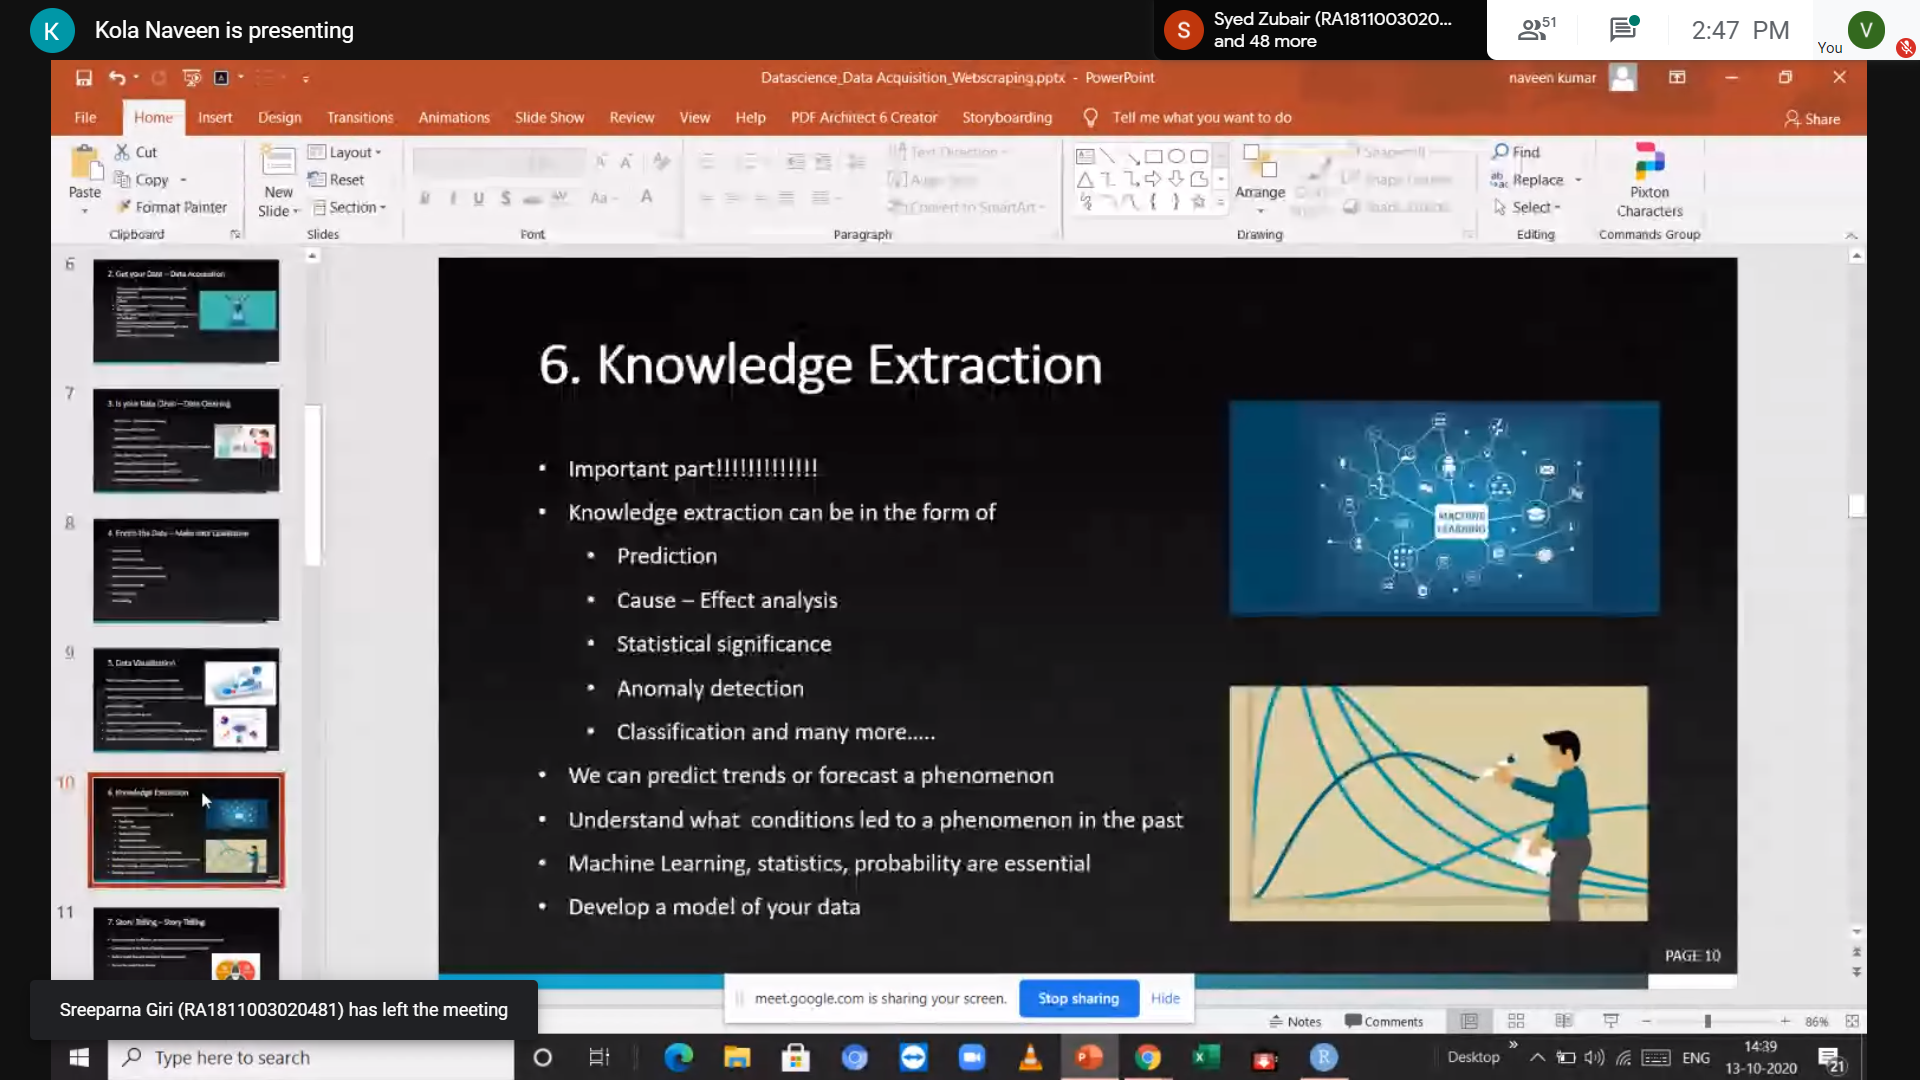 K
Kola Naveen is presenting
S
Syed Zubair (RA1811003020...
and 48 more
51
2:47 PM
You
V
Datascience_Data Acquisition_Webscraping.pptx - PowerPoint
naveen kumar
File
Home
Insert
Design
Transitions
Animations
Slide Show
Review
View
Help
PDF Architect 6 Creator
Storyboarding
Tell me what you want to do
Share
Paste
Cut
Copy
Format Painter
Clipboard
New
Slide
Layout
Reset
Section
Slides
Font
Text Direction
Convert to SmartArt
Paragraph
Arrange
Drawing
Find
Replace
Select
Editing
Pixton
Characters
Commands Group
6
2. Get your Data – Data Acquisition
7
3. Is your Data Clean – Data Cleaning
8
9
5. Data Visualization
10
6. Knowledge Extraction
11
7. Story Telling – Story Telling
6. Knowledge Extraction
• Important part!!!!!!!!!!!!!
• Knowledge extraction can be in the form of
• Prediction
• Cause – Effect analysis
• Statistical significance
• Anomaly detection
• Classification and many more.....
• We can predict trends or forecast a phenomenon
• Understand what conditions led to a phenomenon in the past
• Machine Learning, statistics, probability are essential
• Develop a model of your data
MACHINE
LEARNING
PAGE 10
Sreeparna Giri (RA1811003020481) has left the meeting
meet.google.com is sharing your screen.
Stop sharing
Hide
Notes
Comments
86%
Type here to search
Desktop
ENG
14:39
13-10-2020
21